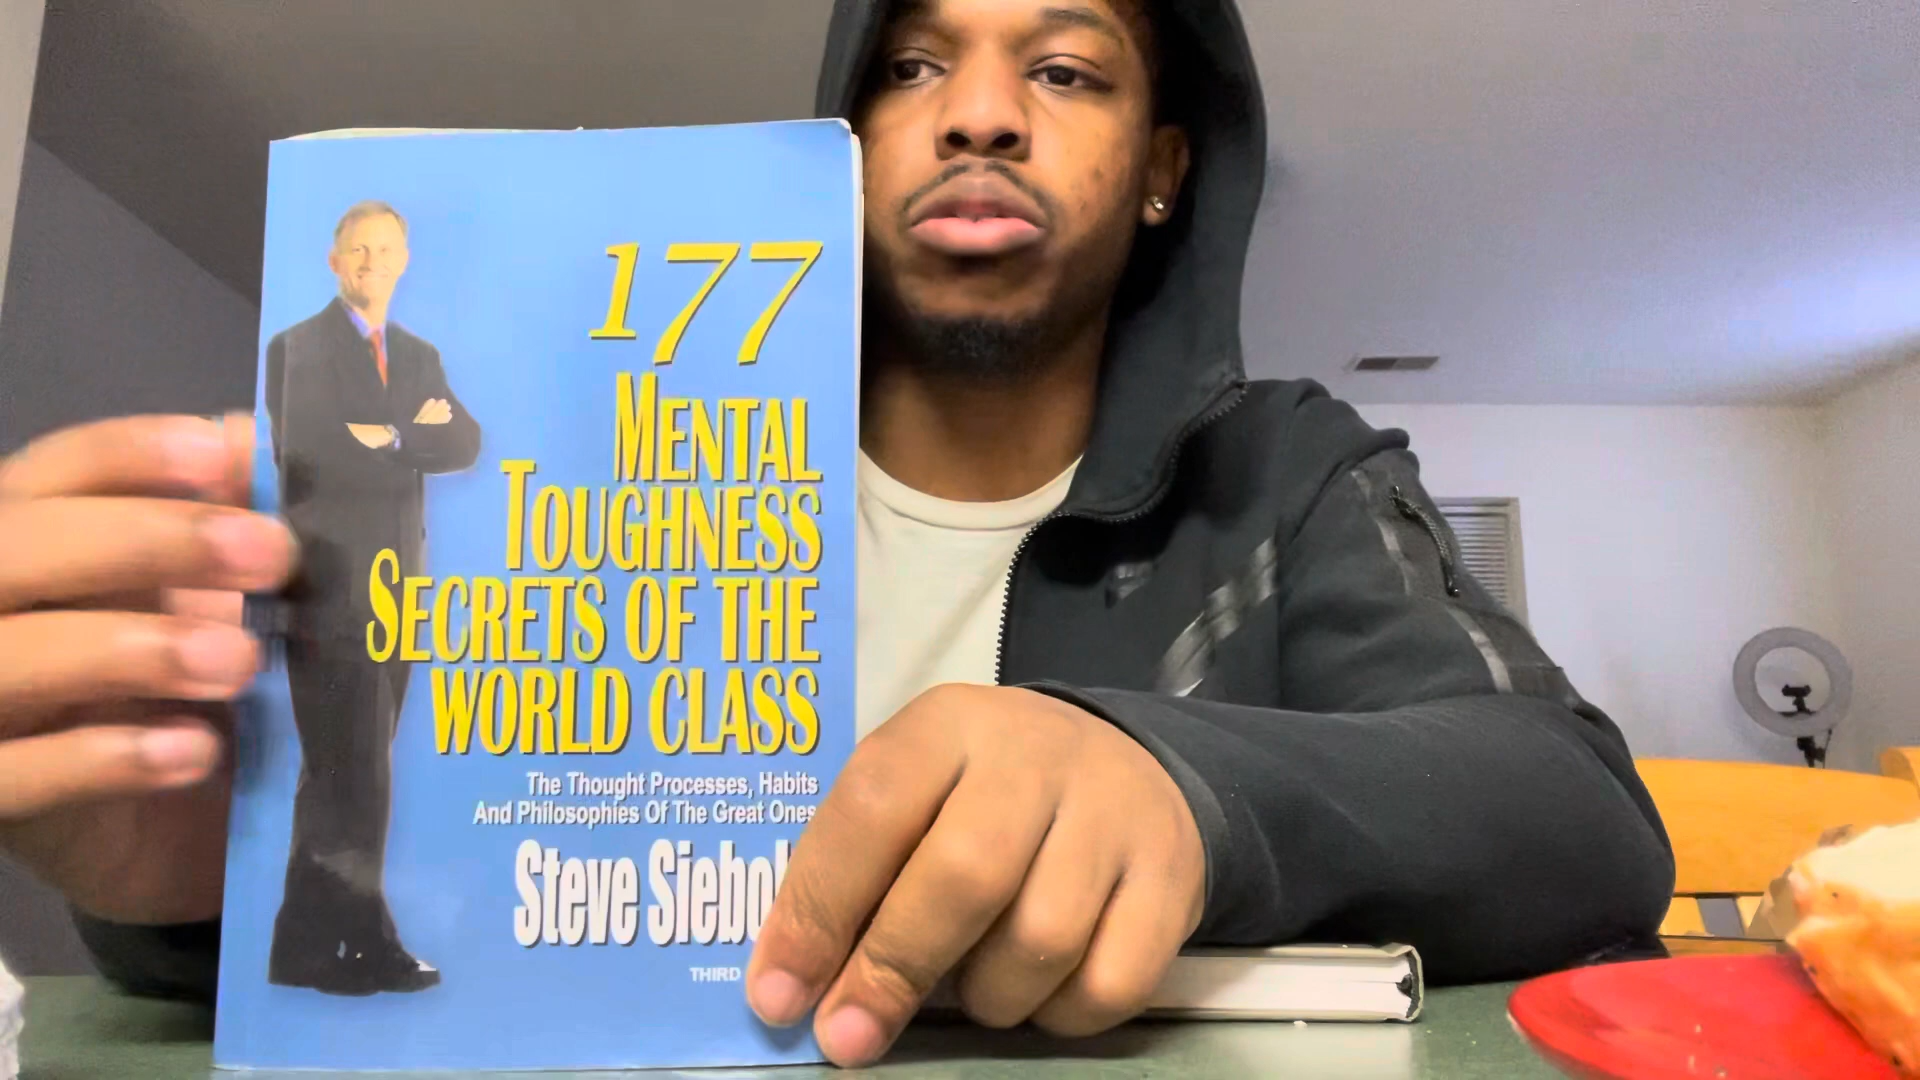 177
MENTAL
TOUGHNESS
SECRETS OF THE
WORLD CLASS
The Thought Processes, Habits
And Philosophies Of The Great Ones
Steve
THIRD